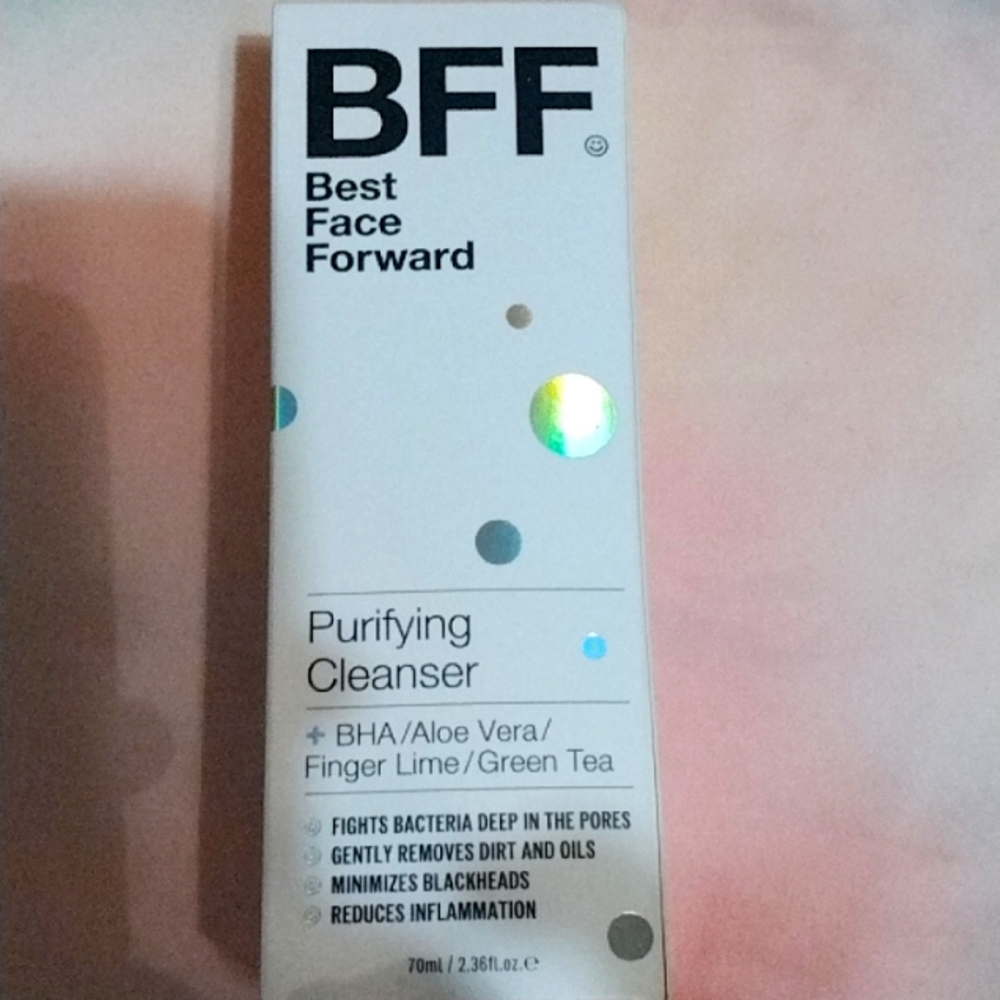 BFF
Best
Face
Forward
Purifying
Cleanser
+ BHA/Aloe Vera/
Finger Lime/Green Tea
FIGHTS BACTERIA DEEP IN THE PORES
GENTLY REMOVES DIRT AND OILS
MINIMIZES BLACKHEADS
REDUCES INFLAMMATION
70ml / 2.36fl.oz.℮